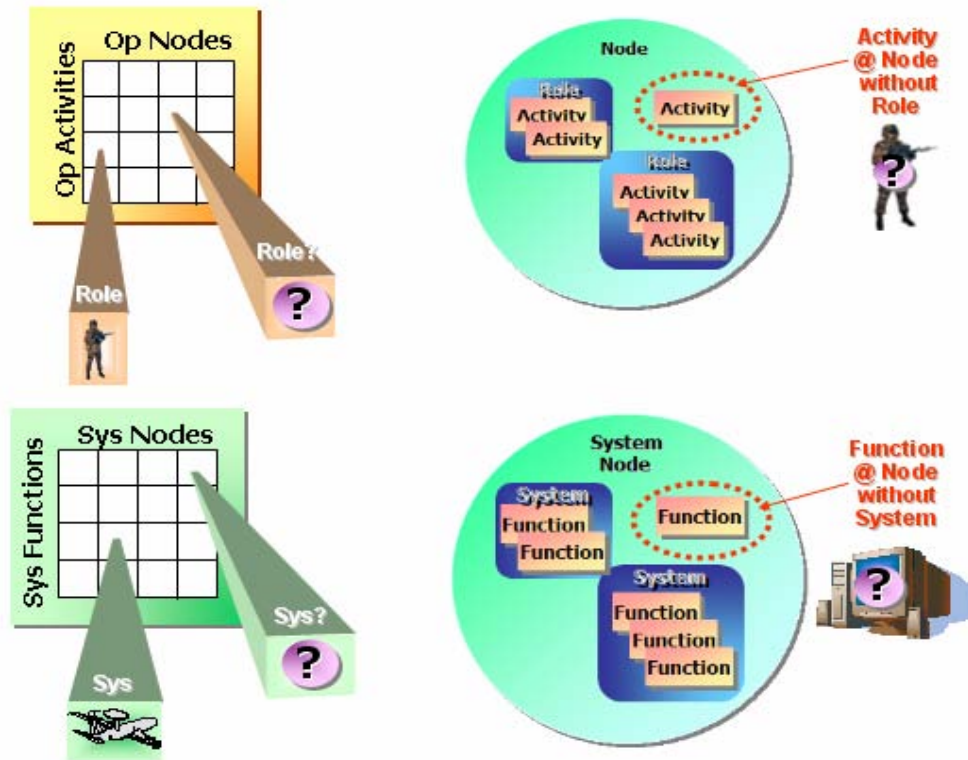 Op Nodes
Op Activities
Role
Role?
?
Node
Role
Activity
Activity
Activity
Role
Activity
Activity
Activity
Activity
@ Node
without
Role
?
Sys Nodes
Sys Functions
Sys
Sys?
?
System
Node
System
Function
Function
Function
System
Function
Function
Function
Function
@ Node
without
System
?